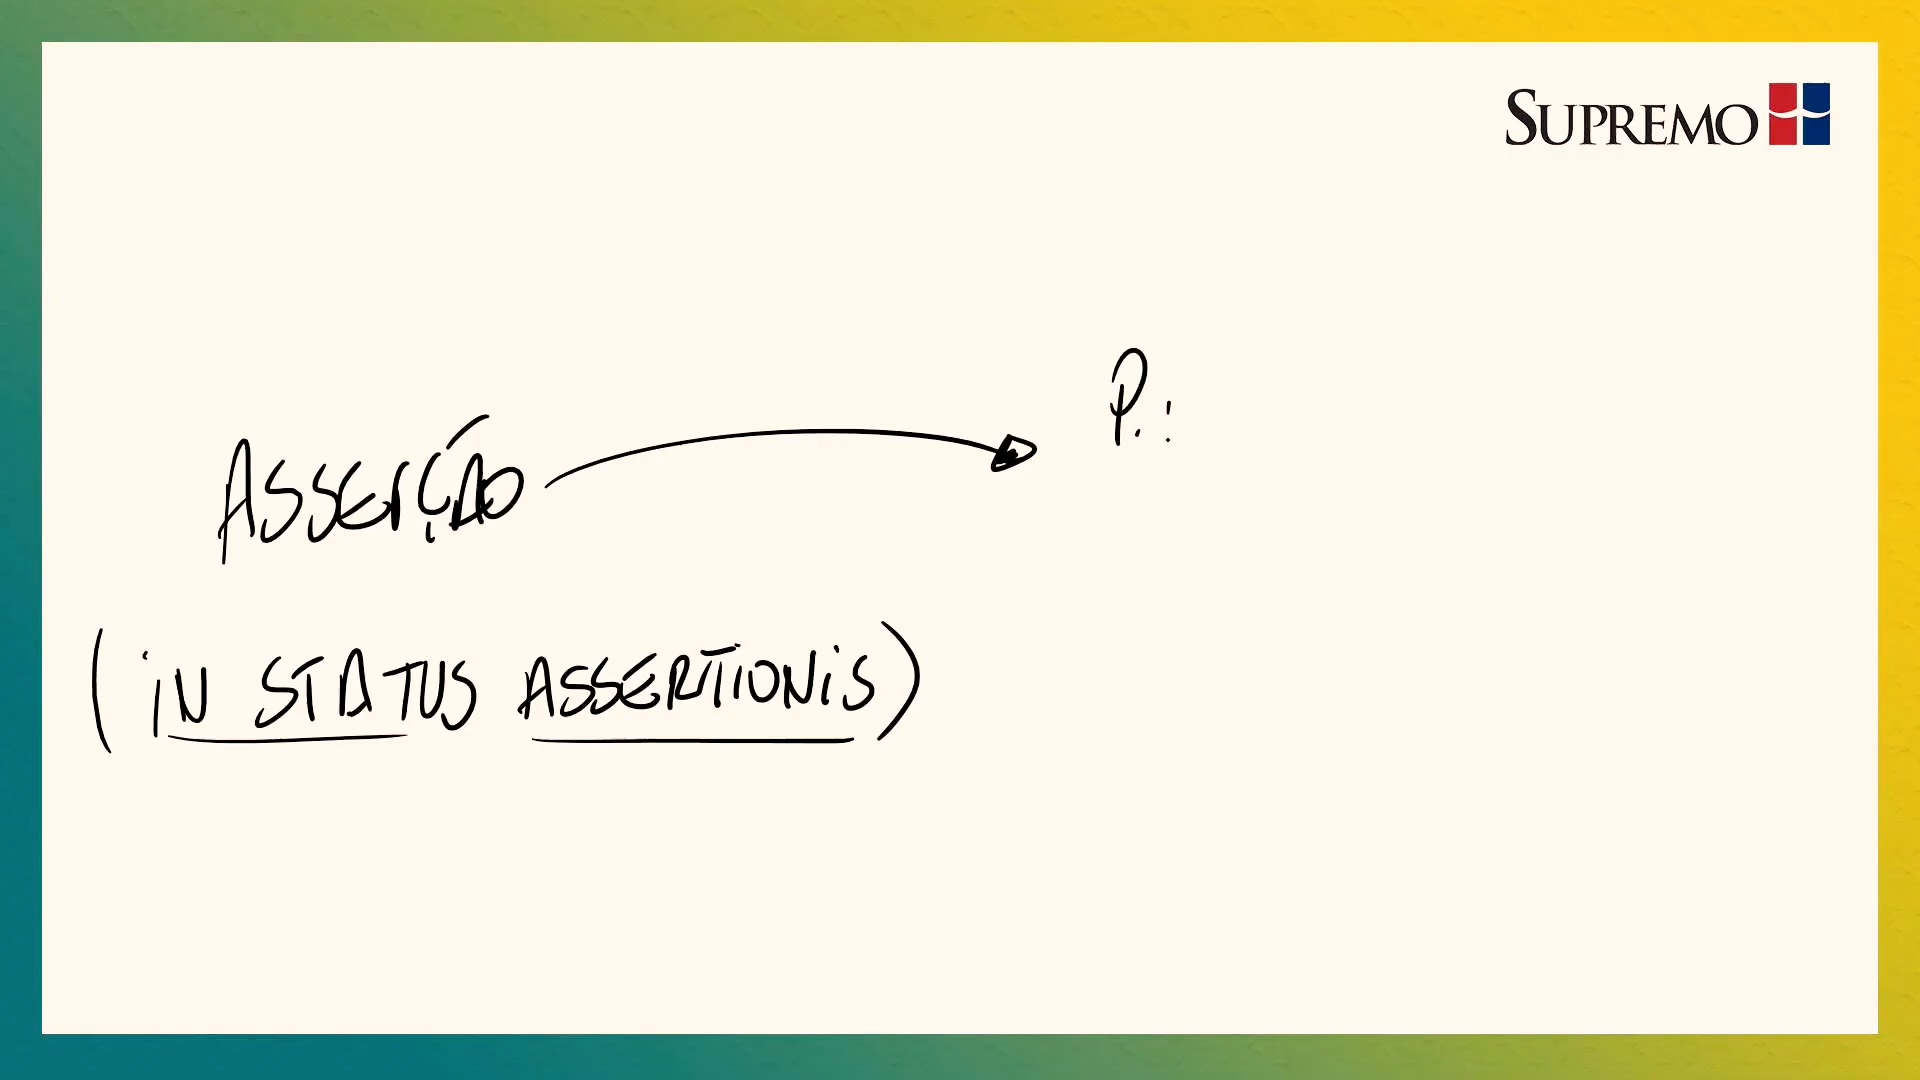 SUPREMO
P.:
ASSERÇÃO
(IN STATUS ASSERTIONIS)